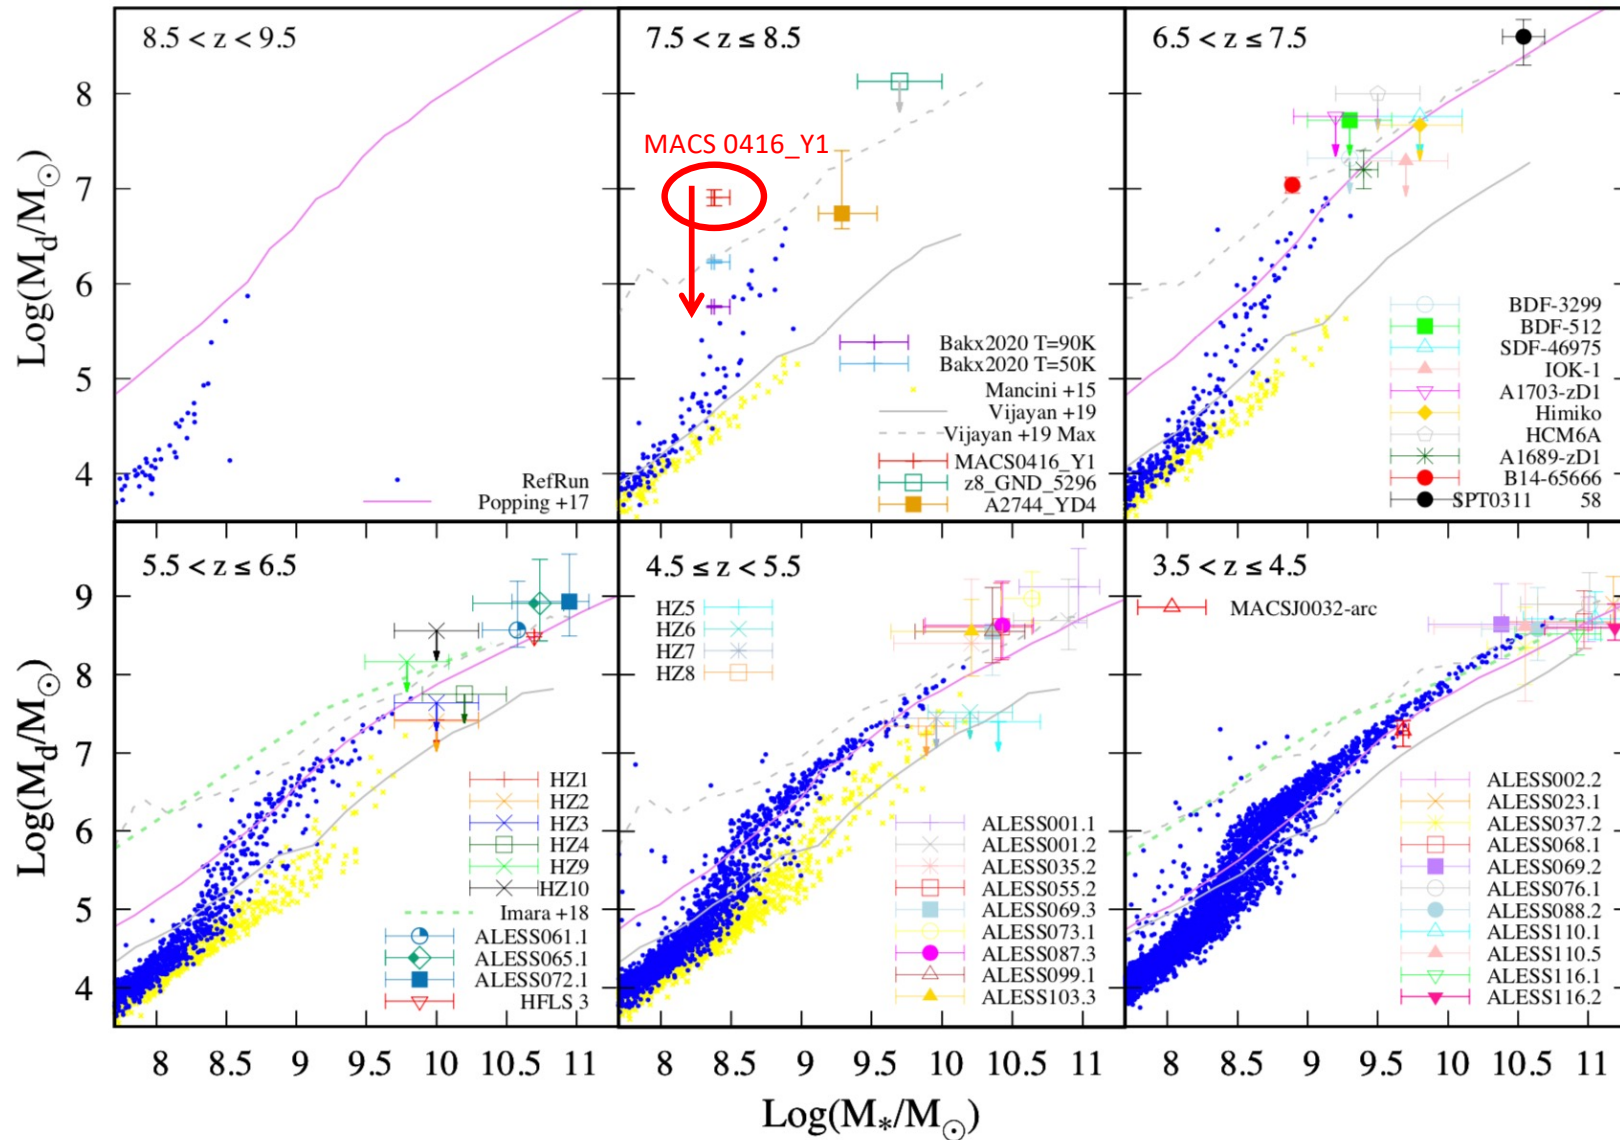 8.5 < z < 9.5
7.5 < z ≤ 8.5
6.5 < z ≤ 7.5
8
7
6
5
4
Log(M_d/M_⊙)
MACS 0416_Y1
RefRun
Popping +17
Bakx2020 T=90K
Bakx2020 T=50K
Mancini +15
Vijayan +19
Vijayan +19 Max
MACS0416_Y1
z8_GND_5296
A2744_YD4
BDF-3299
BDF-512
SDF-46975
IOK-1
A1703-zD1
Himiko
HCM6A
A1689-zD1
B14-65666
SPT0311 58
5.5 < z ≤ 6.5
4.5 ≤ z < 5.5
3.5 < z ≤ 4.5
9
8
7
6
5
4
Log(M_d/M_⊙)
HZ1
HZ2
HZ3
HZ4
HZ9
HZ10
Imara +18
ALESS061.1
ALESS065.1
ALESS072.1
HFLS 3
HZ5
HZ6
HZ7
HZ8
ALESS001.1
ALESS001.2
ALESS035.2
ALESS055.2
ALESS069.3
ALESS073.1
ALESS087.3
ALESS099.1
ALESS103.3
MACSJ0032-arc
ALESS002.2
ALESS023.1
ALESS037.2
ALESS068.1
ALESS069.2
ALESS076.1
ALESS088.2
ALESS110.1
ALESS110.5
ALESS116.1
ALESS116.2
8 8.5 9 9.5 10 10.5 11
8 8.5 9 9.5 10 10.5 11
8 8.5 9 9.5 10 10.5 11
Log(M_*/M_⊙)